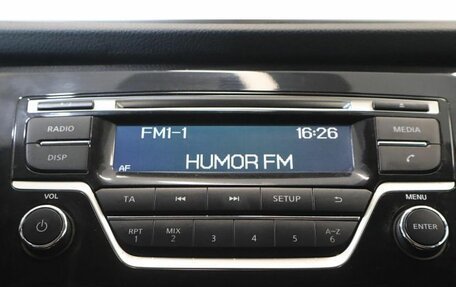 RADIO
DISP
FM1-1 16:26
HUMOR FM
AF
MEDIA
VOL
TA SETUP
MENU
RPT 1 MIX 2 3 4 5 A-Z 6
ENTER